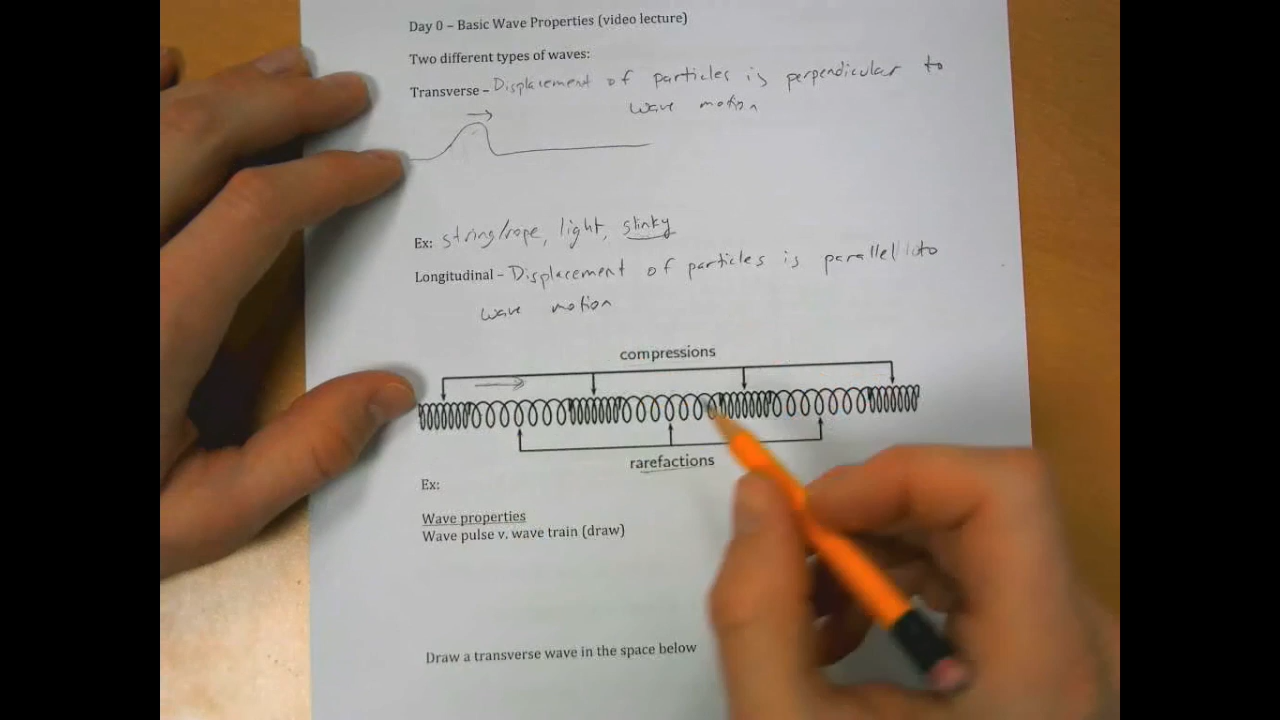 Day 0 – Basic Wave Properties (video lecture)
Two different types of waves:
Transverse – Displacement of particles is perpendicular to
wave motion
Ex: string/rope, light, slinky
Longitudinal – Displacement of particles is parallel to
wave motion
compressions
rarefactions
Ex:
Wave properties
Wave pulse v. wave train (draw)
Draw a transverse wave in the space below